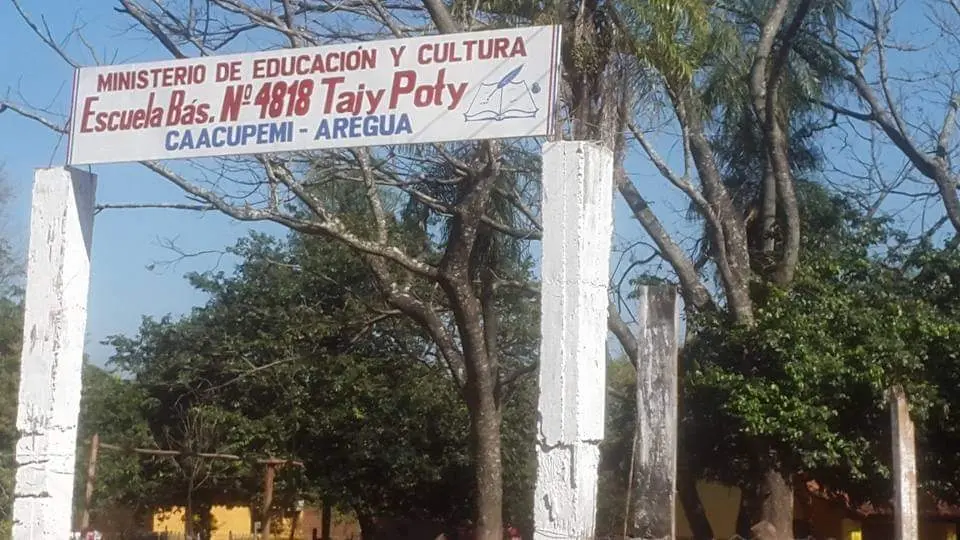 MINISTERIO DE EDUCACIÓN Y CULTURA
Escuela Bás. Nº 4818 Tajy Poty
CAACUPEMI - AREGUA